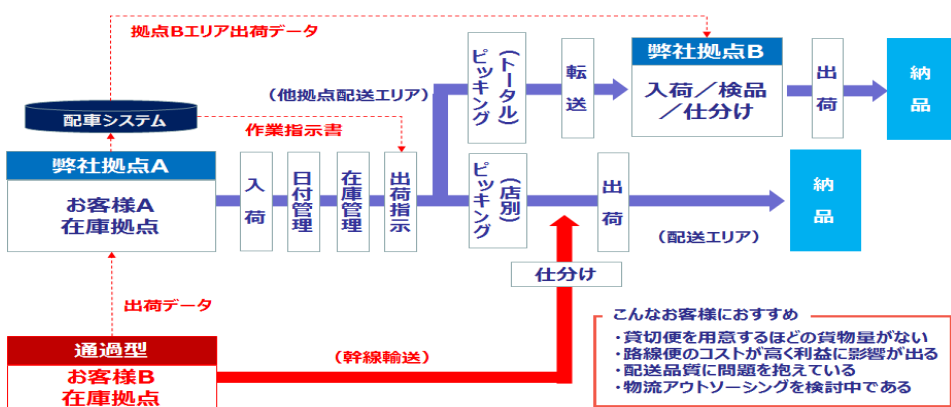 拠点Bエリア出荷データ
配車システム
作業指示書
(他拠点配送エリア)
ピッキング
(トータル)
転送
弊社拠点B
入荷／検品
／仕分け
出荷
納品
弊社拠点A
お客様A
在庫拠点
入荷
日付管理
在庫管理
出荷指示
ピッキング
(店別)
出荷
(配送エリア)
納品
仕分け
出荷データ
通過型
お客様B
在庫拠点
(幹線輸送)
こんなお客様におすすめ
・貸切便を用意するほどの貨物量がない
・路線便のコストが高く利益に影響が出る
・配送品質に問題を抱えている
・物流アウトソーシングを検討中である